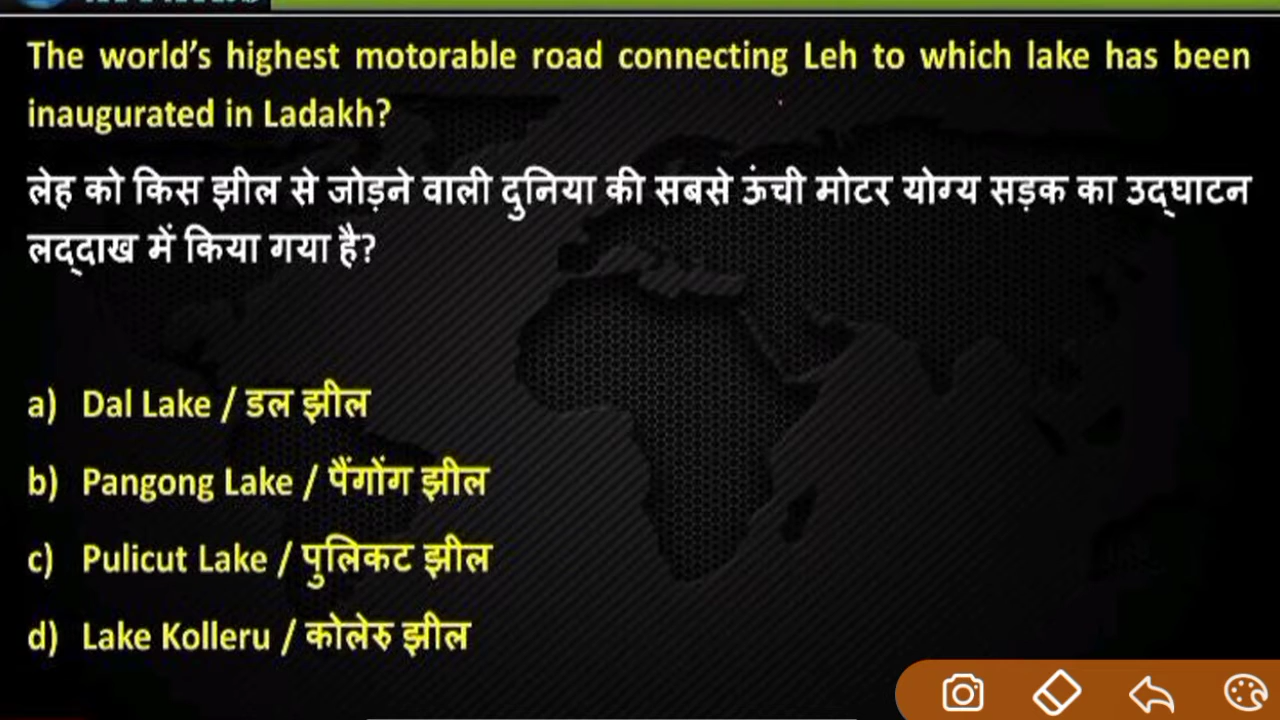 The world's highest motorable road connecting Leh to which lake has been
inaugurated in Ladakh?
लेह को किस झील से जोड़ने वाली दुनिया की सबसे ऊंची मोटर योग्य सड़क का उद्घाटन
लद्दाख में किया गया है?
a) Dal Lake / डल झील
b) Pangong Lake / पैंगोंग झील
c) Pulicut Lake / पुलिकट झील
d) Lake Kolleru / कोलेरु झील